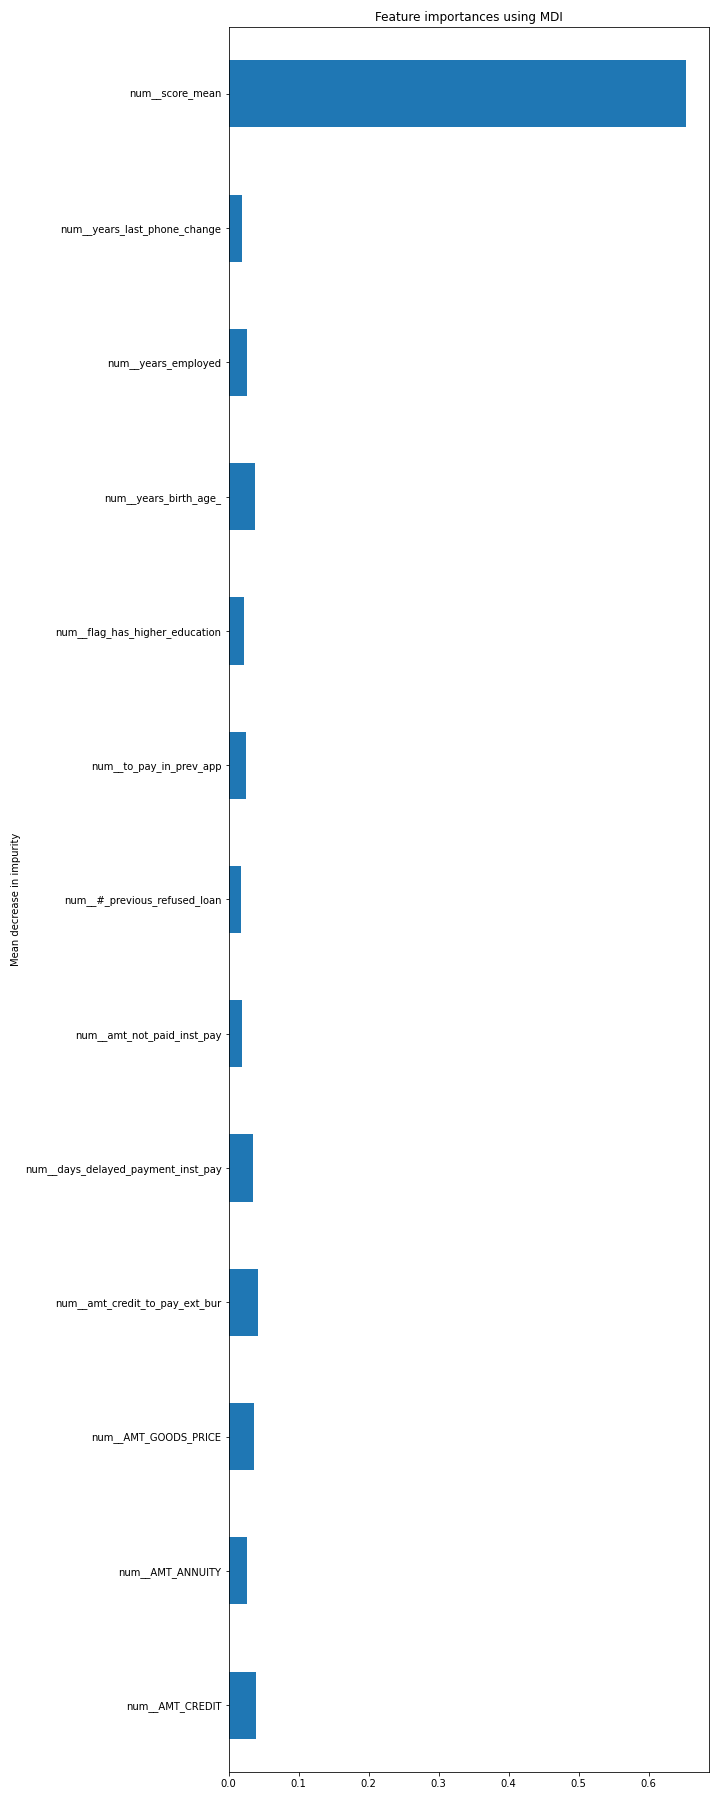 Feature importances using MDI
num__score_mean
num__years_last_phone_change
num__years_employed
num__years_birth_age_
num__flag_has_higher_education
num__to_pay_in_prev_app
num__#_previous_refused_loan
num__amt_not_paid_inst_pay
num__days_delayed_payment_inst_pay
num__amt_credit_to_pay_ext_bur
num__AMT_GOODS_PRICE
num__AMT_ANNUITY
num__AMT_CREDIT
Mean decrease in impurity
0.0 0.1 0.2 0.3 0.4 0.5 0.6